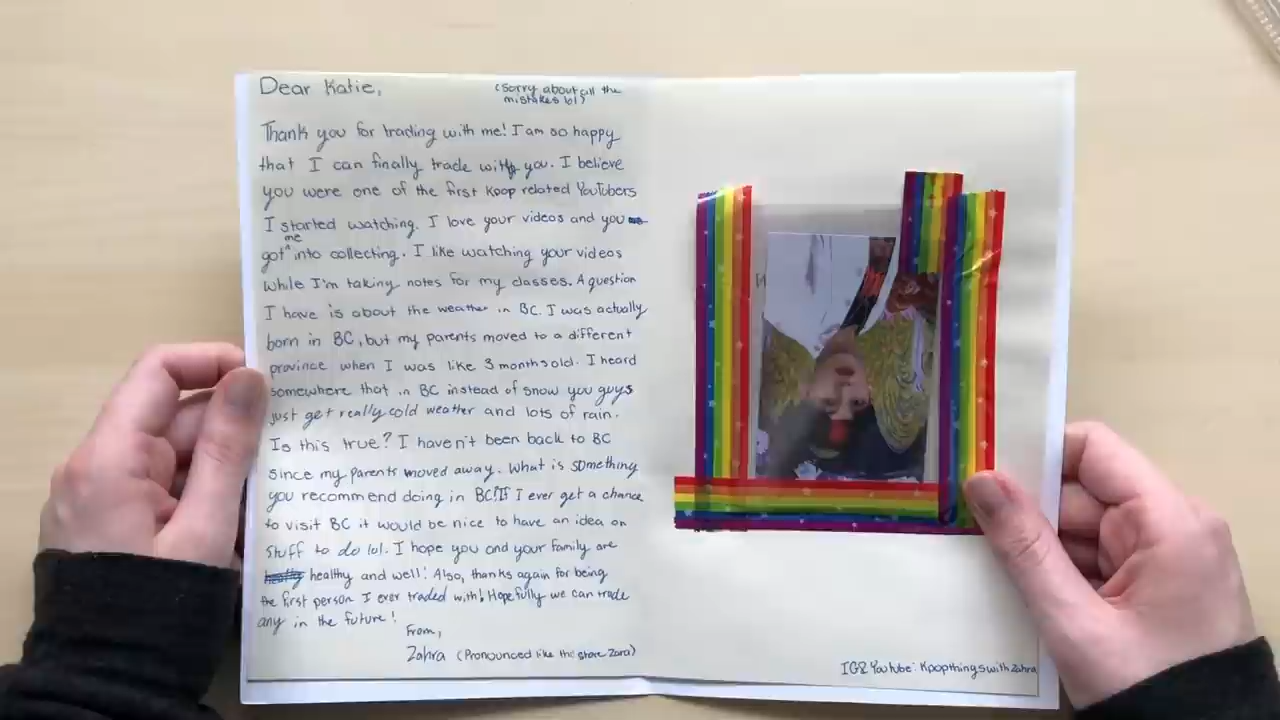 Dear Katie,
(Sorry about all the
mistakes lol)
Thank you for trading with me! I am so happy
that I can finally trade with you. I believe
you were one of the first Kpop related YouTubers
I started watching. I love your videos and you
me
got ^ into collecting. I like watching your videos
while I'm taking notes for my classes. A question
I have is about the weather in BC. I was actually
born in BC, but my parents moved to a different
province when I was like 3 months old. I heard
somewhere that in BC instead of snow you guys
just get really cold weather and lots of rain.
Is this true? I haven't been back to BC
since my parents moved away. What is something
you recommend doing in BC? If I ever get a chance
to visit BC it would be nice to have an idea on
stuff to do lol. I hope you and your family are
healthy and well! Also, thanks again for being
the first person I ever traded with! Hopefully we can trade
any in the future!
From,
Zahra (Pronounced like the store Zara)
IG & YouTube: Kpopthingswithzahra